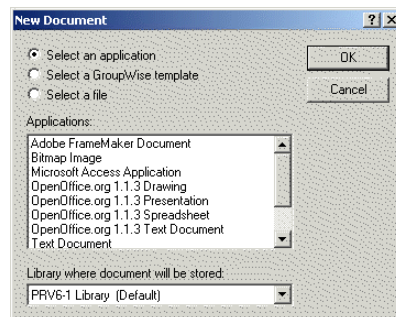 New Document
Select an application
Select a GroupWise template
Select a file
OK
Cancel
Applications:
Adobe FrameMaker Document
Bitmap Image
Microsoft Access Application
OpenOffice.org 1.1.3 Drawing
OpenOffice.org 1.1.3 Presentation
OpenOffice.org 1.1.3 Spreadsheet
OpenOffice.org 1.1.3 Text Document
Text Document
Library where document will be stored:
PRV6-1 Library (Default)